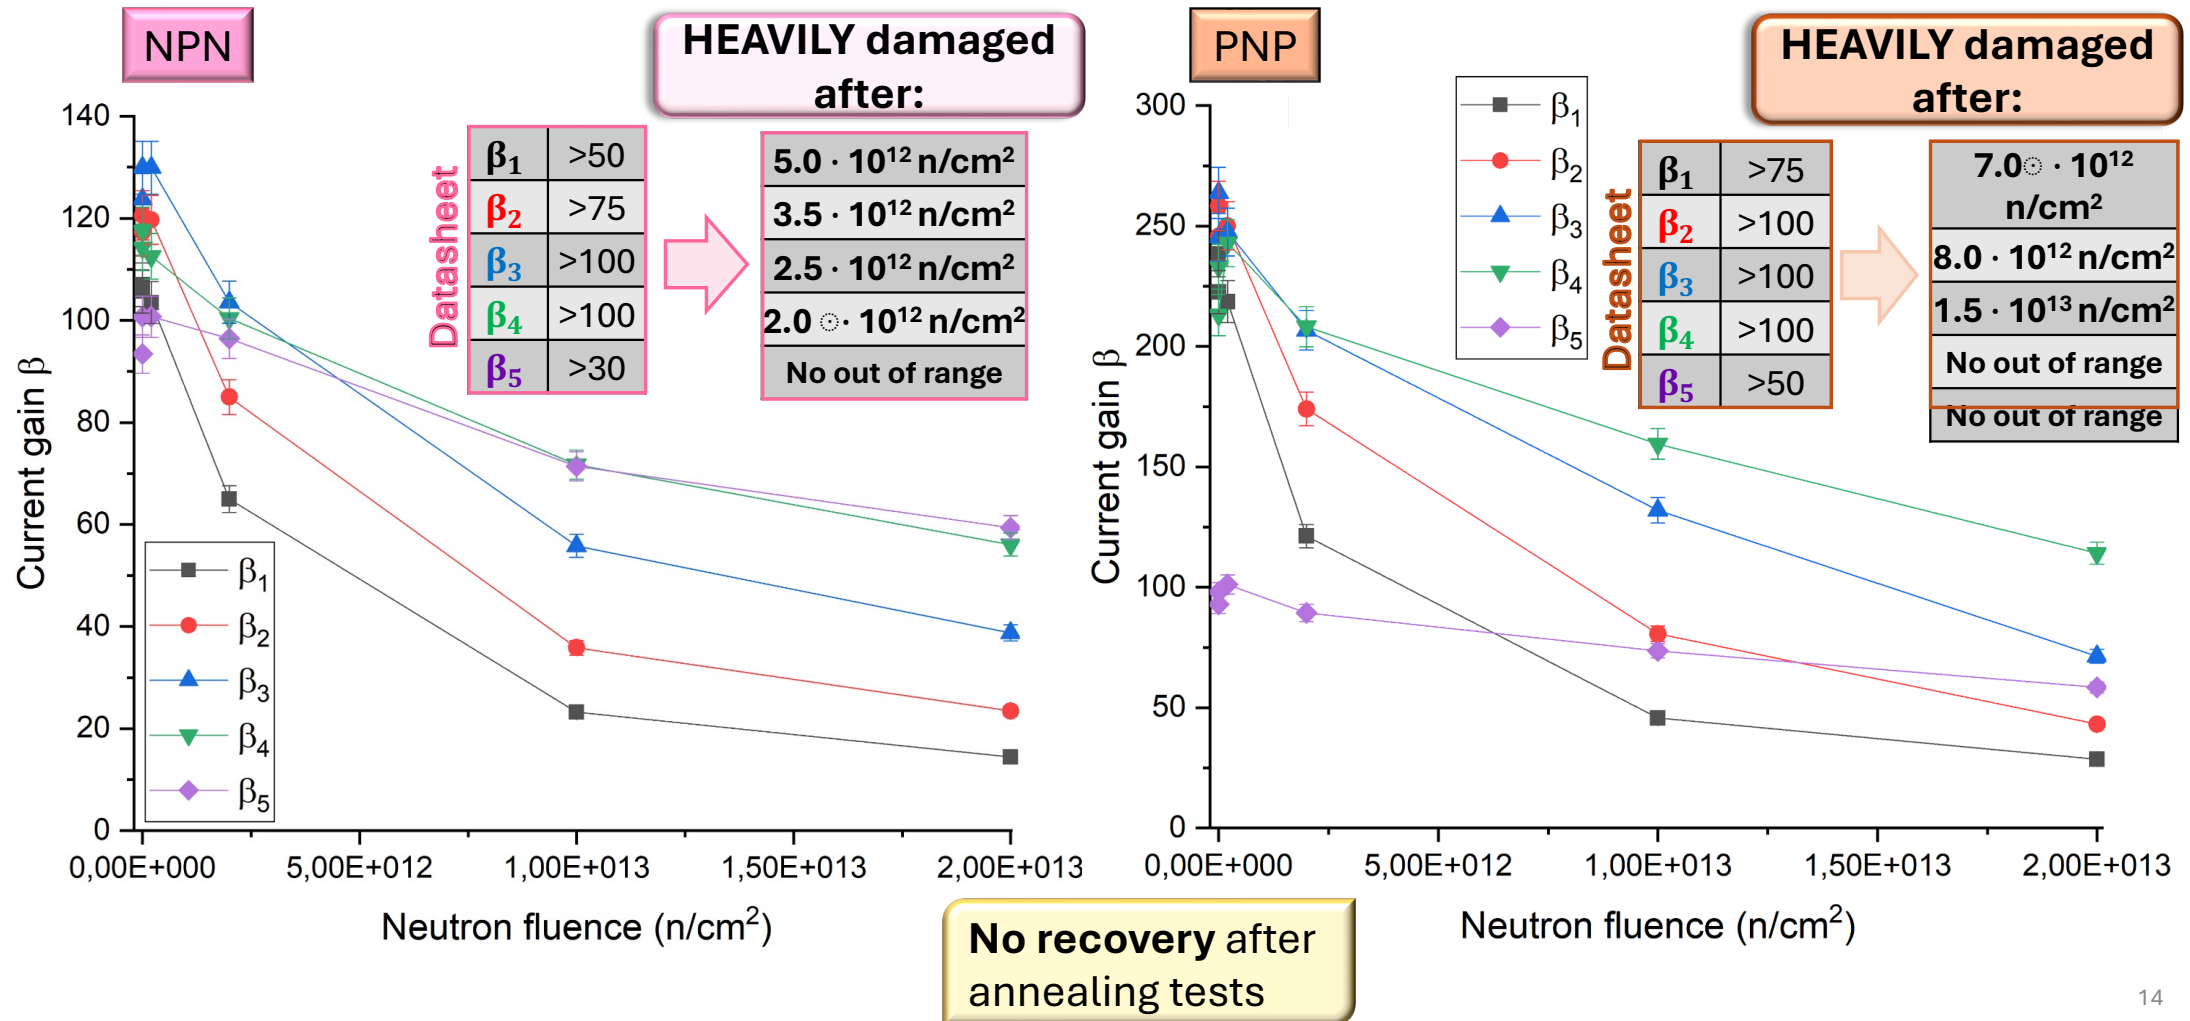 NPN
HEAVILY damaged
after:
140
120
100
80
60
40
20
0
Current gain β
Datasheet
β₁ >50
β₂ >75
β₃ >100
β₄ >100
β₅ >30
5.0 · 10¹² n/cm²
3.5 · 10¹² n/cm²
2.5 · 10¹² n/cm²
2.0 ◌· 10¹² n/cm²
No out of range
β₁
β₂
β₃
β₄
β₅
0,00E+000 5,00E+012 1,00E+013 1,50E+013 2,00E+013
Neutron fluence (n/cm²)
PNP
HEAVILY damaged
after:
300
250
200
150
100
50
0
Current gain β
β₁
β₂
β₃
β₄
β₅
Datasheet
β₁ >75
β₂ >100
β₃ >100
β₄ >100
β₅ >50
7.0◌ · 10¹²
n/cm²
8.0 · 10¹² n/cm²
1.5 · 10¹³ n/cm²
No out of range
No out of range
0,00E+000 5,00E+012 1,00E+013 1,50E+013 2,00E+013
Neutron fluence (n/cm²)
No recovery after
annealing tests
14